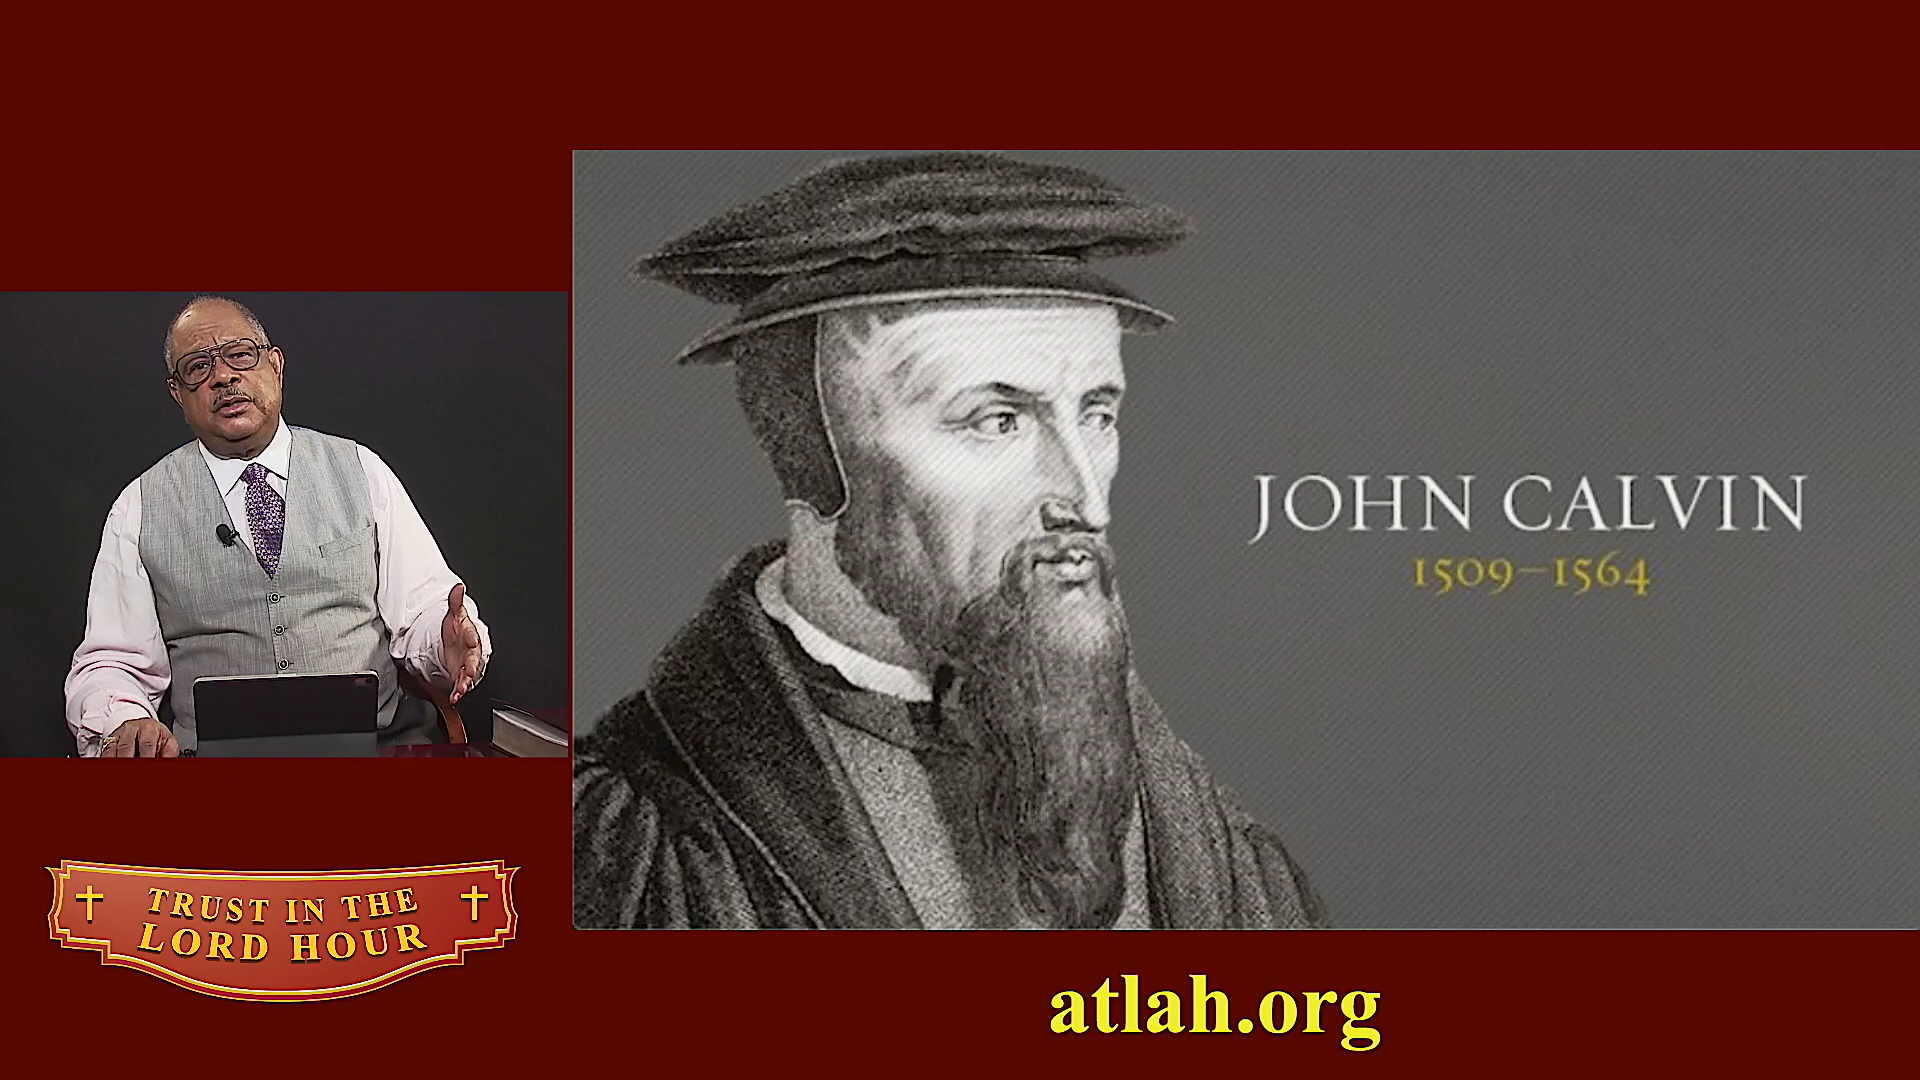 JOHN CALVIN
1509–1564
TRUST IN THE
LORD HOUR
atlah.org